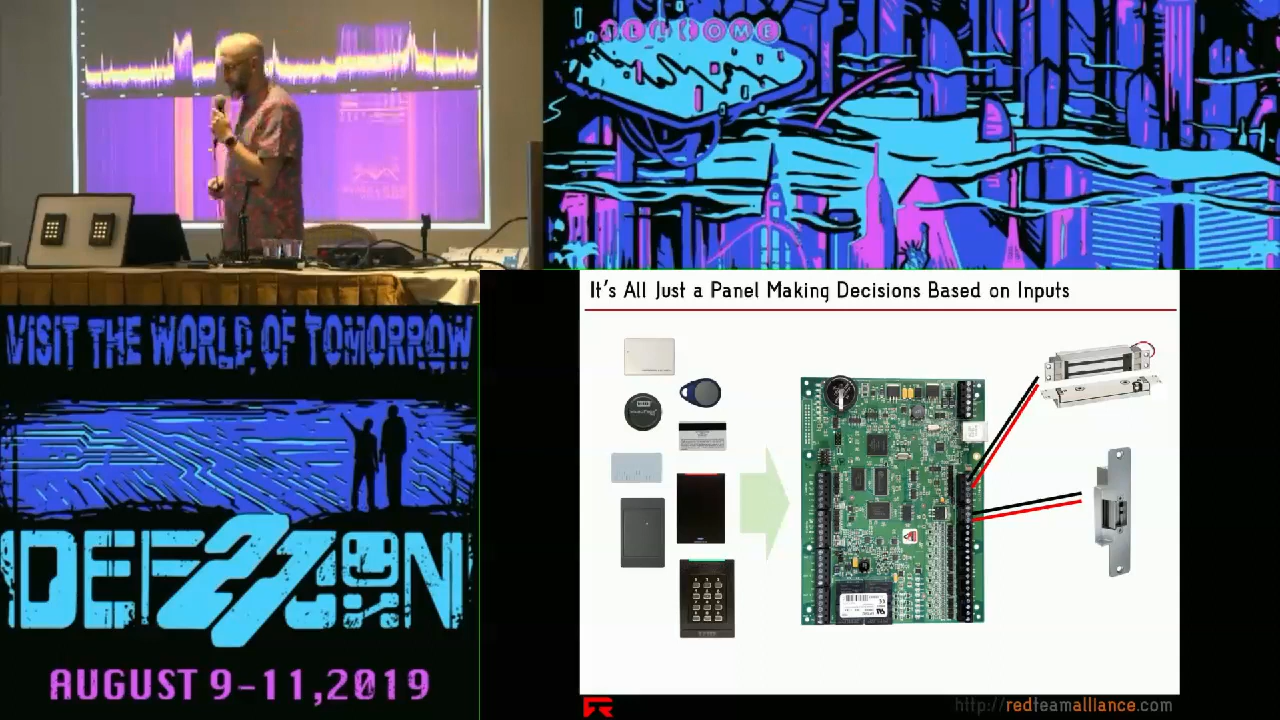 WELCOME
VISIT THE WORLD OF TOMORROW
DEF CON
27
AUGUST 9-11,2019
It's All Just a Panel Making Decisions Based on Inputs
http://redteamalliance.com